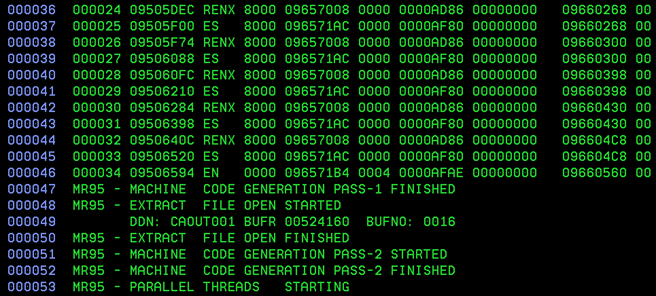 000036 000024 09505DEC RENX 8000 09657008 0000 0000AD86 00000000 09660268 00
000037 000025 09505F00 ES 8000 096571AC 0000 0000AF80 00000000 09660268 00
000038 000026 09505F74 RENX 8000 09657008 0000 0000AD86 00000000 09660300 00
000039 000027 09506088 ES 8000 096571AC 0000 0000AF80 00000000 09660300 00
000040 000028 095060FC RENX 8000 09657008 0000 0000AD86 00000000 09660398 00
000041 000029 09506210 ES 8000 096571AC 0000 0000AF80 00000000 09660398 00
000042 000030 09506284 RENX 8000 09657008 0000 0000AD86 00000000 09660430 00
000043 000031 09506398 ES 8000 096571AC 0000 0000AF80 00000000 09660430 00
000044 000032 0950640C RENX 8000 09657008 0000 0000AD86 00000000 096604C8 00
000045 000033 09506520 ES 8000 096571AC 0000 0000AF80 00000000 096604C8 00
000046 000034 09506594 EN 0000 096571B4 0004 0000AFAE 00000000 09660560 00
000047 MR95 - MACHINE CODE GENERATION PASS-1 FINISHED
000048 MR95 - EXTRACT FILE OPEN STARTED
000049 DDN: CAOUT001 BUFR 00524160 BUFNO: 0016
000050 MR95 - EXTRACT FILE OPEN FINISHED
000051 MR95 - MACHINE CODE GENERATION PASS-2 STARTED
000052 MR95 - MACHINE CODE GENERATION PASS-2 FINISHED
000053 MR95 - PARALLEL THREADS STARTING